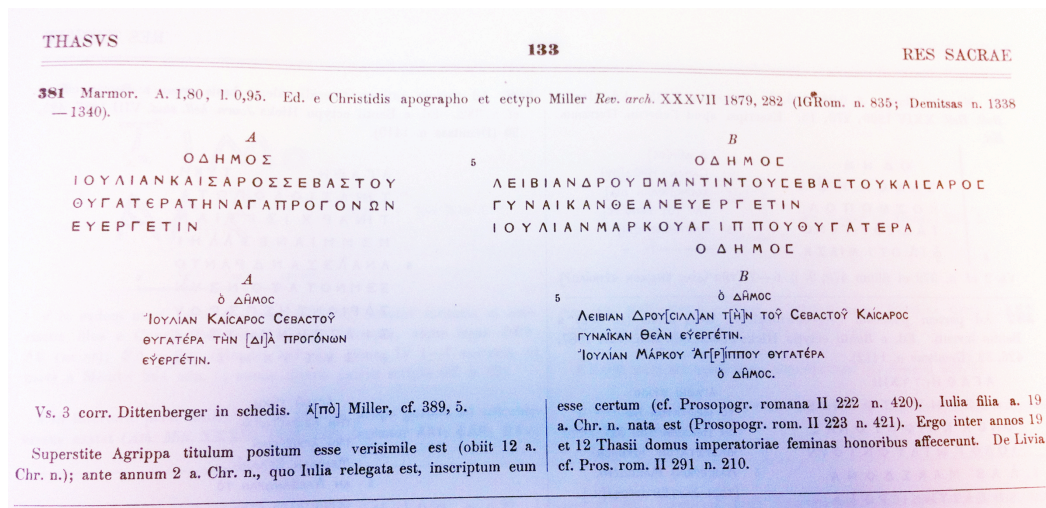 THASVS
133
RES SACRAE
381 Marmor. A. 1,80, l. 0,95. Ed. e Christidis apographo et ectypo Miller Rev. arch. XXXVII 1879, 282 (IGRom. n. 835; Demitsas n. 1338
—1340).
A
ΟΔΗΜΟΣ
ΙΟΥΛΙΑΝΚΑΙΣΑΡΟΣΣΕΒΑΣΤΟΥ
ΘΥΓΑΤΕΡΑΤΗΝΑΓΑΠΡΟΓΟΝΩΝ
ΕΥΕΡΓΕΤΙΝ
B
5 ΟΔΗΜΟΣ
ΛΕΙΒΙΑΝΔΡΟΥ□ΜΑΝΤΙΝΤΟΥΣΕΒΑΣΤΟΥΚΑΙΣΑΡΟΣ
ΓΥΝΑΙΚΑΝΘΕΑΝΕΥΕΡΓΕΤΙΝ
ΙΟΥΛΙΑΝΜΑΡΚΟΥΑΓΙΠΠΟΥΘΥΓΑΤΕΡΑ
ΟΔΗΜΟΣ
A
ὁ δᾶμος
Ἰουλίαν Καίσαρος Σεβαστοῦ
θυγατέρα τὴν [δι]ὰ προγόνων
εὐεργέτιν.
B
5 ὁ δῆμος
Λειβίαν Δρου[σιλλ]αν τ[ὴ]ν τοῦ Σεβαστοῦ Καίσαρος
γυναῖκαν θεὰν εὐεργέτιν.
Ἰουλίαν Μάρκου Ἀγ[ρ]ίππου θυγατέρα
ὁ δῆμος.
Vs. 3 corr. Dittenberger in schedis. ἀ[πὸ] Miller, cf. 389, 5.
Superstite Agrippa titulum positum esse verisimile est (obiit 12 a.
Chr. n.); ante annum 2 a. Chr. n., quo Iulia relegata est, inscriptum eum
esse certum (cf. Prosopogr. romana II 222 n. 420). Iulia filia a. 19
a. Chr. n. nata est (Prosopogr. rom. II 223 n. 421). Ergo inter annos 19
et 12 Thasii domus imperatoriae feminas honoribus affecerunt. De Livia
cf. Pros. rom. II 291 n. 210.